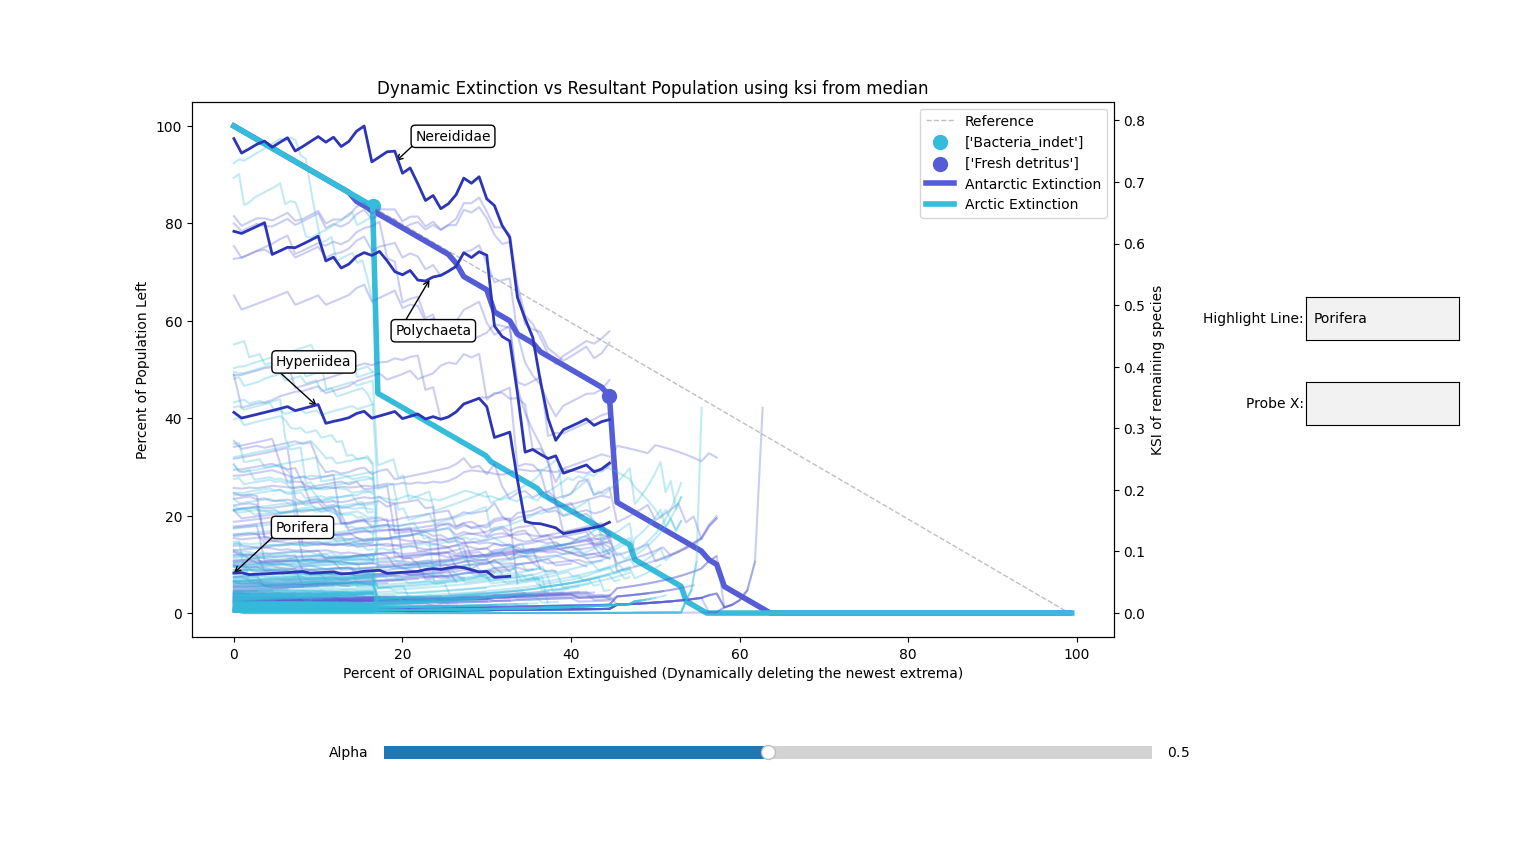 Dynamic Extinction vs Resultant Population using ksi from median
Percent of Population Left
100
80
60
40
20
0
0
20
40
60
80
100
Percent of ORIGINAL population Extinguished (Dynamically deleting the newest extrema)
Nereididae
Polychaeta
Hyperiidea
Porifera
Reference
['Bacteria_indet']
['Fresh detritus']
Antarctic Extinction
Arctic Extinction
0.8
0.7
0.6
0.5
0.4
0.3
0.2
0.1
0.0
KSI of remaining species
Highlight Line: Porifera
Probe X:
Alpha 0.5